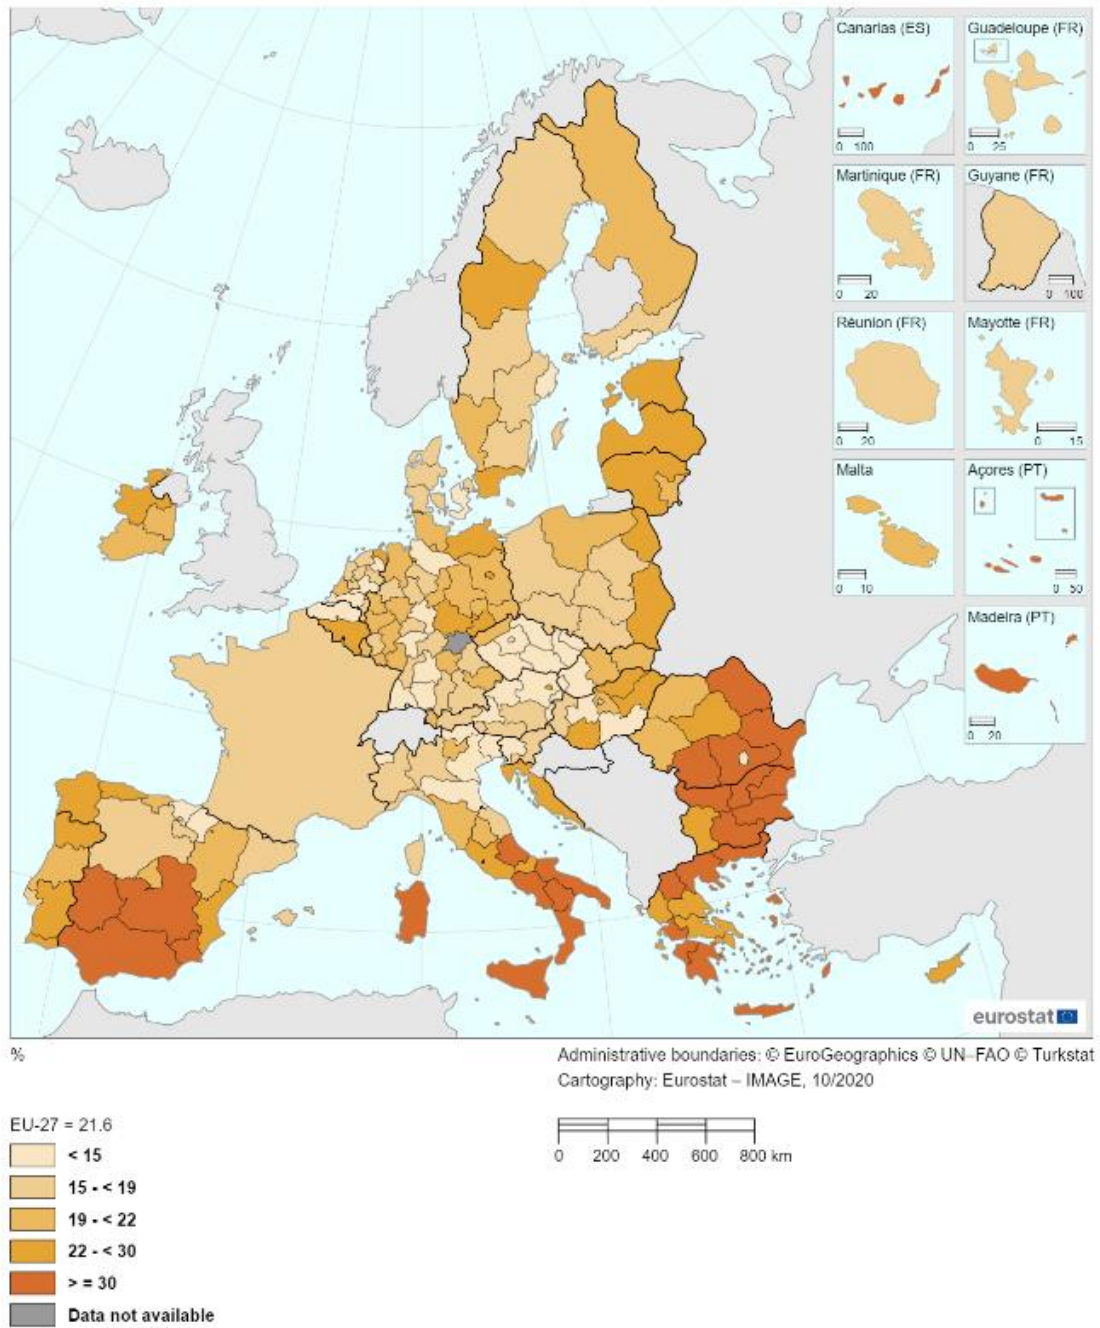 Canarias (ES)
0 100
Guadeloupe (FR)
0 25
Martinique (FR)
0 20
Guyane (FR)
0 100
Réunion (FR)
0 20
Mayotte (FR)
0 15
Malta
0 10
Açores (PT)
0 50
Madeira (PT)
0 20
eurostat
%
Administrative boundaries: © EuroGeographics © UN–FAO © Turkstat
Cartography: Eurostat – IMAGE, 10/2020
EU-27 = 21.6
< 15
15 - < 19
19 - < 22
22 - < 30
> = 30
Data not available
0 200 400 600 800 km